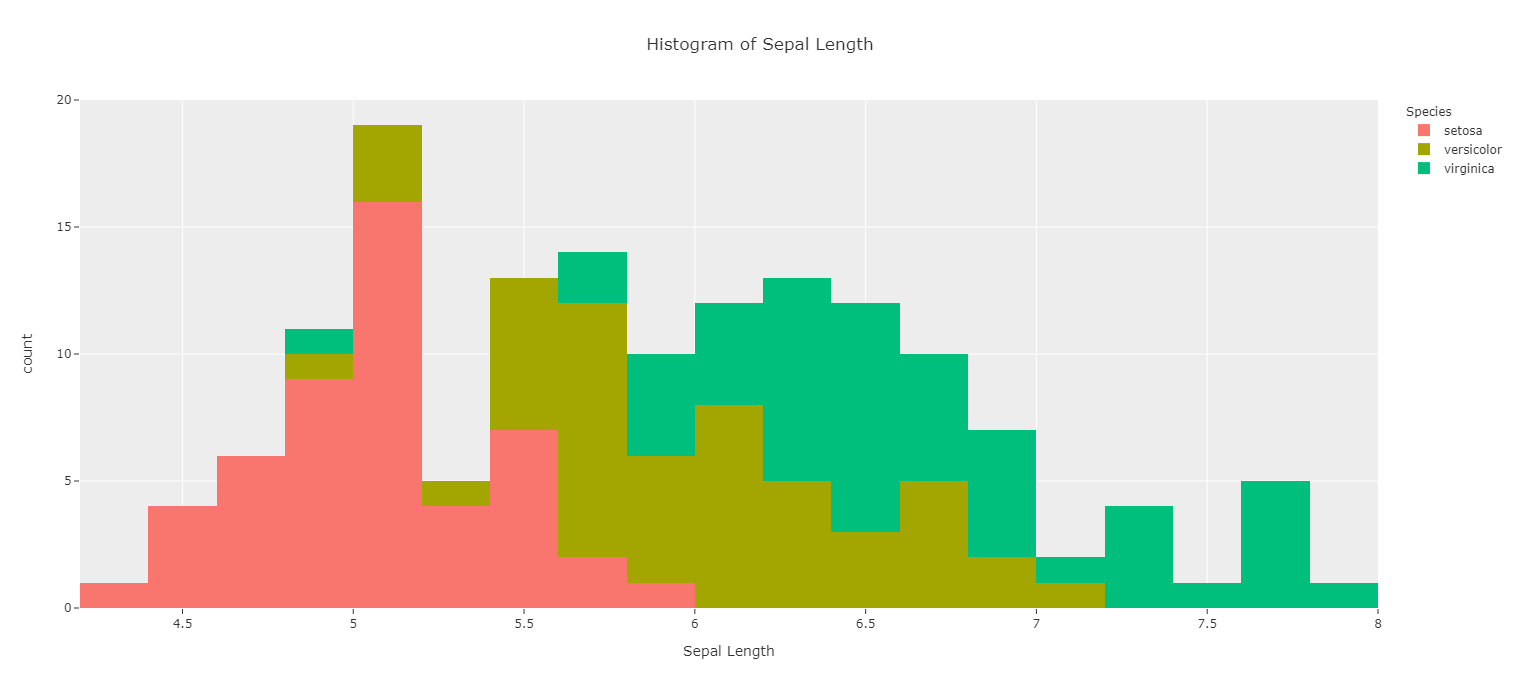 Histogram of Sepal Length
20
15
10
5
0
count
4.5 5 5.5 6 6.5 7 7.5 8
Sepal Length
Species
setosa
versicolor
virginica